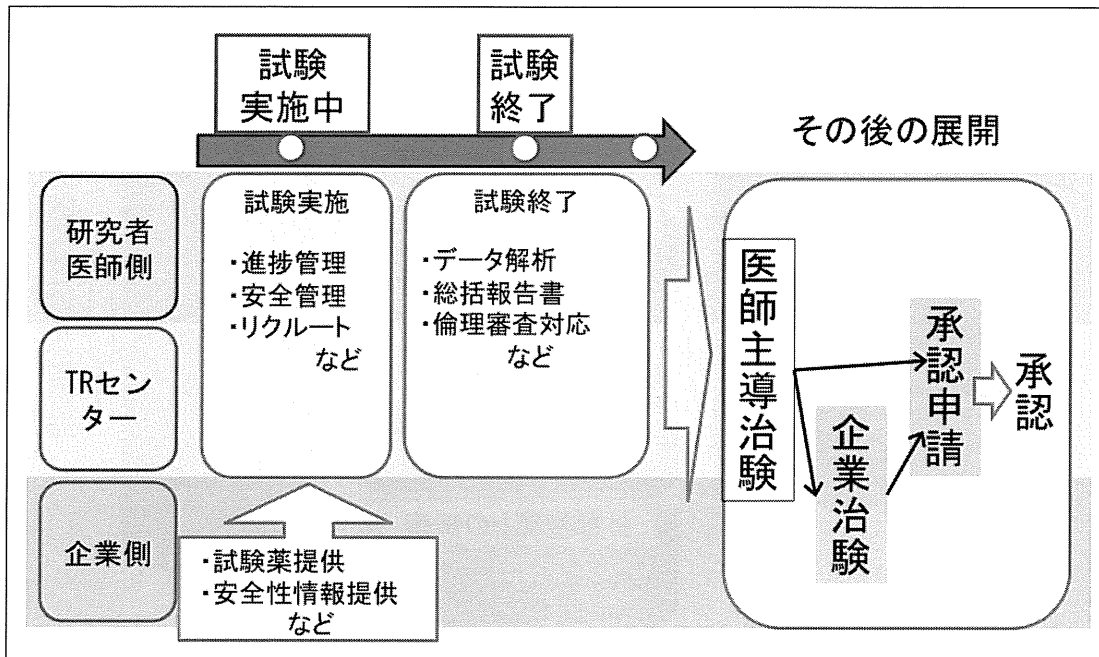 試験
実施中
試験
終了
その後の展開
研究者
医師側
TRセン
ター
企業側
試験実施
・進捗管理
・安全管理
・リクルート
など
試験終了
・データ解析
・総括報告書
・倫理審査対応
など
・試験薬提供
・安全性情報提供
など
医師主導治験
企業治験
承認申請
承認